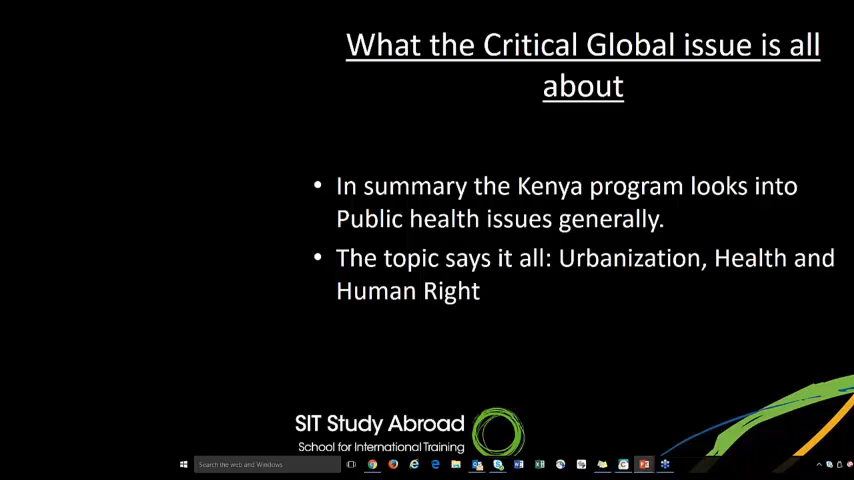 What the Critical Global issue is all
about
• In summary the Kenya program looks into
Public health issues generally.
• The topic says it all: Urbanization, Health and
Human Right
SIT Study Abroad
School for International Training
Search the web and Windows